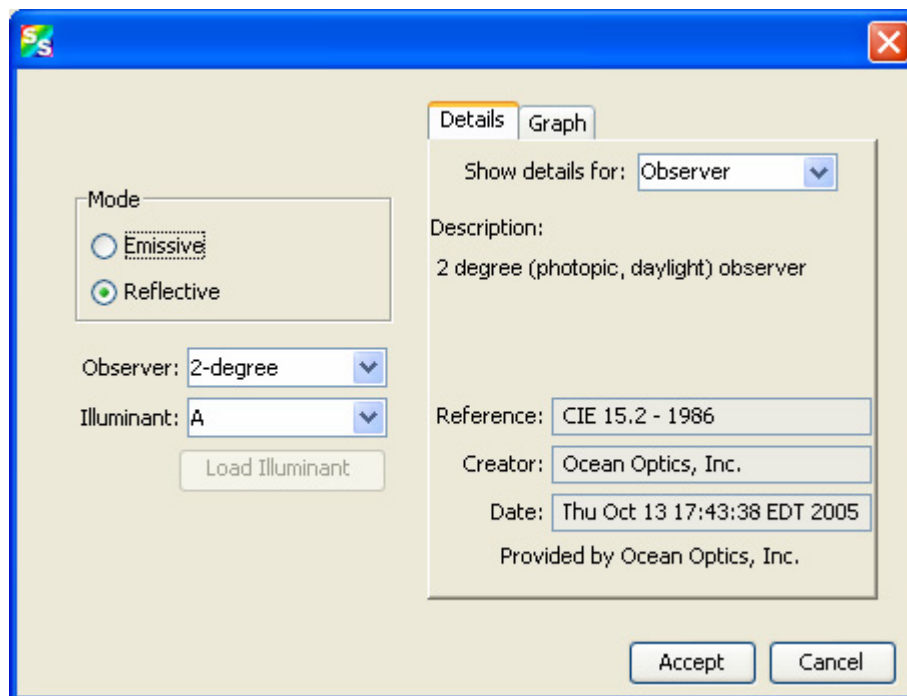 SS
Mode
Emissive
Reflective
Observer: 2-degree
Illuminant: A
Load Illuminant
Details Graph
Show details for: Observer
Description:
2 degree (photopic, daylight) observer
Reference: CIE 15.2 - 1986
Creator: Ocean Optics, Inc.
Date: Thu Oct 13 17:43:38 EDT 2005
Provided by Ocean Optics, Inc.
Accept Cancel